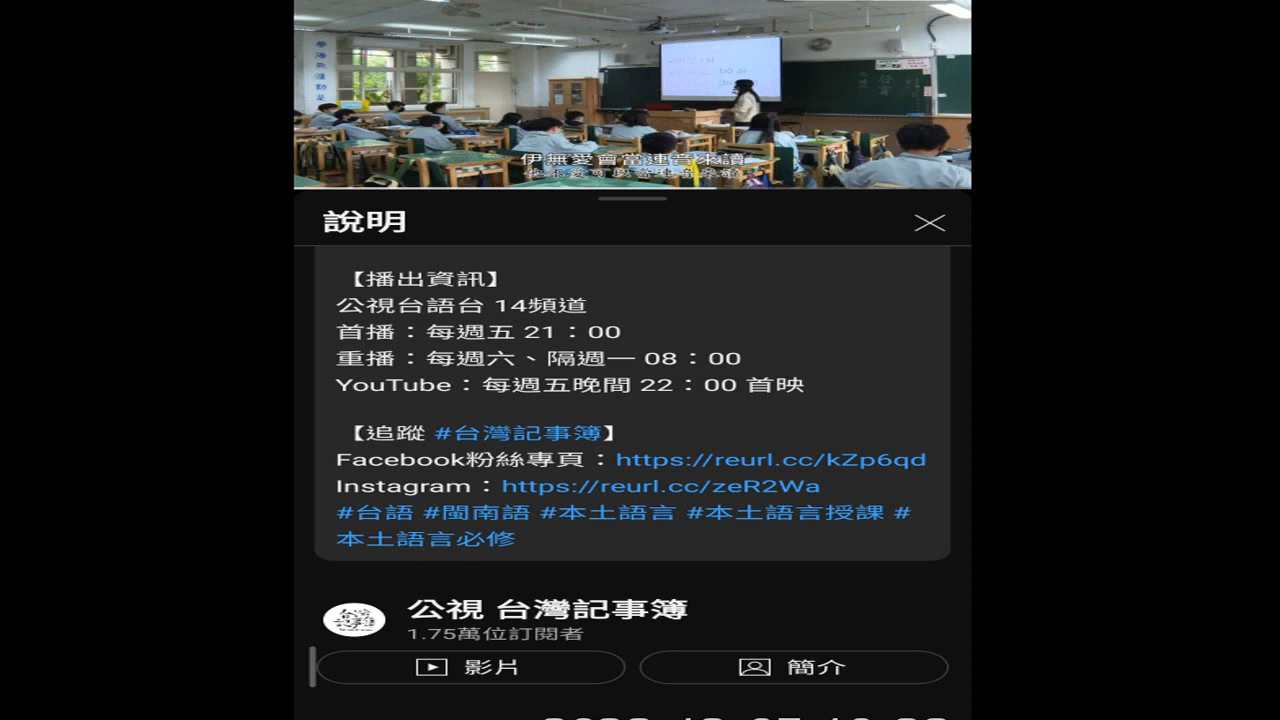 伊無愛會當連音來讀
說明
【播出資訊】
公視台語台 14頻道
首播：每週五 21：00
重播：每週六、隔週一 08：00
YouTube：每週五晚間 22：00 首映
【追蹤 #台灣記事簿】
Facebook粉絲專頁：https://reurl.cc/kZp6qd
Instagram：https://reurl.cc/zeR2Wa
#台語 #閩南語 #本土語言 #本土語言授課 #
本土語言必修
公視 台灣記事簿
1.75萬位訂閱者
影片
簡介